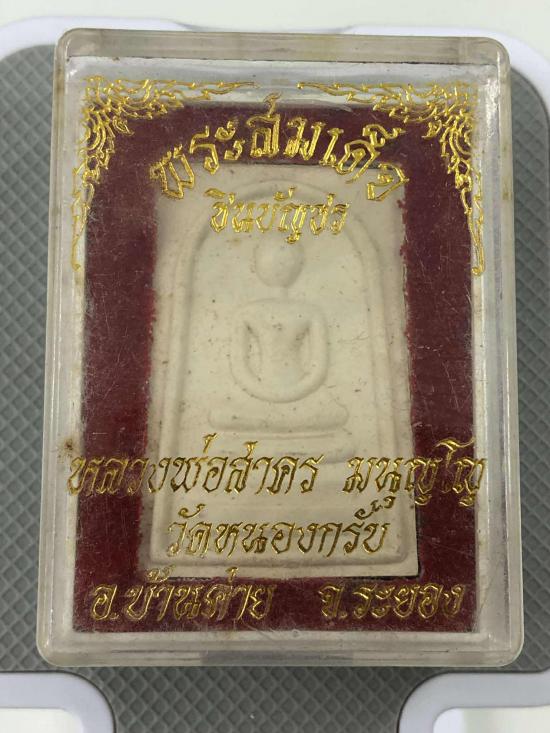 พระสมเด็จ
ชินบัญชร
หลวงพ่อสาคร มนุญฺโญ
วัดหนองกรับ
อ.บ้านค่าย จ.ระยอง